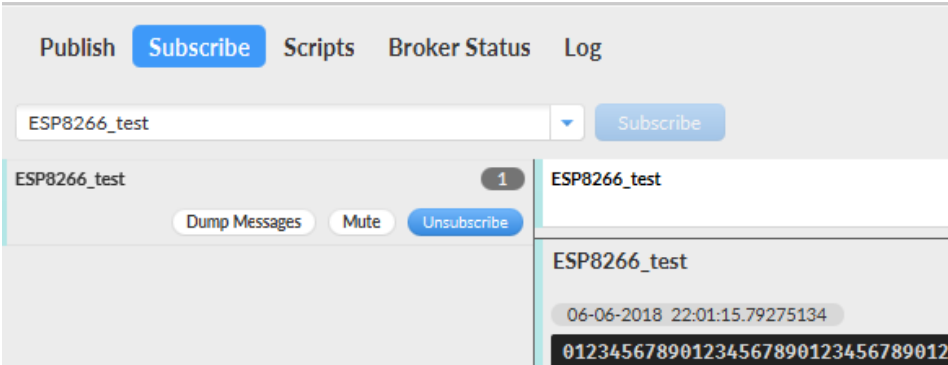 Publish Subscribe Scripts Broker Status Log
ESP8266_test Subscribe
ESP8266_test 1
Dump Messages Mute Unsubscribe
ESP8266_test
ESP8266_test
06-06-2018 22:01:15.79275134
012345678901234567890123456789012